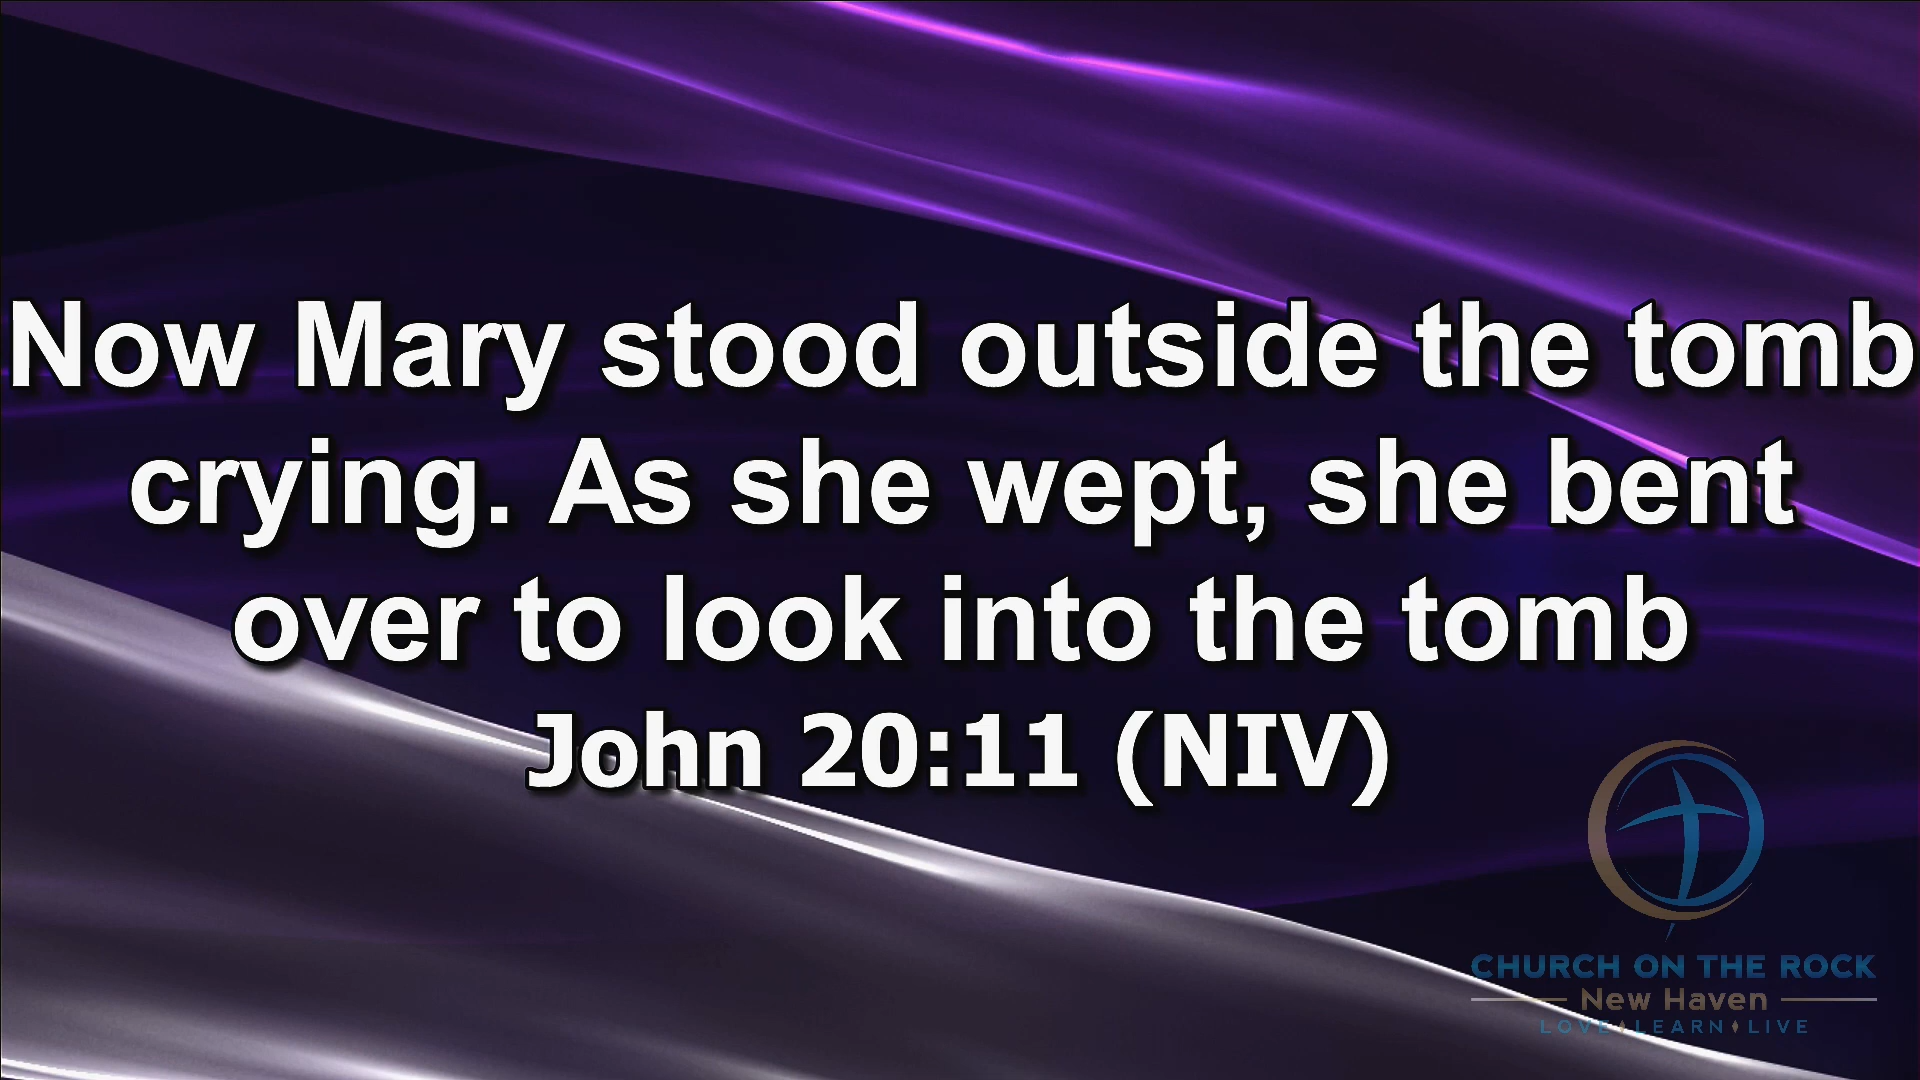 Now Mary stood outside the tomb
crying. As she wept, she bent
over to look into the tomb
John 20:11 (NIV)
CHURCH ON THE ROCK
New Haven
LOVE♦LEARN♦LIVE